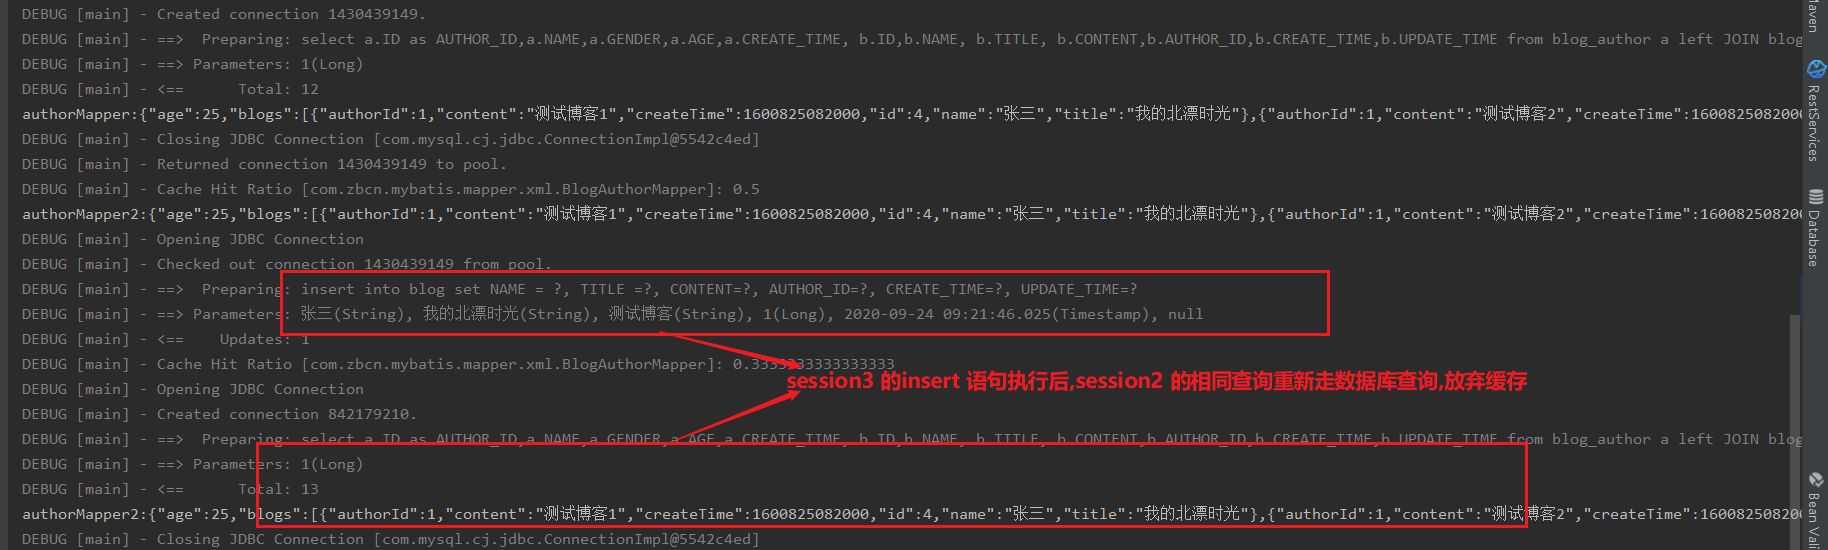 DEBUG [main] - Created connection 1430439149.
DEBUG [main] - ==>  Preparing: select a.ID as AUTHOR_ID,a.NAME,a.GENDER,a.AGE,a.CREATE_TIME, b.ID,b.NAME, b.TITLE, b.CONTENT,b.AUTHOR_ID,b.CREATE_TIME,b.UPDATE_TIME from blog_author a left JOIN blog
DEBUG [main] - ==> Parameters: 1(Long)
DEBUG [main] - <==      Total: 12
authorMapper:{"age":25,"blogs":[{"authorId":1,"content":"测试博客1","createTime":1600825082000,"id":4,"name":"张三","title":"我的北漂时光"},{"authorId":1,"content":"测试博客2","createTime":1600825082000
DEBUG [main] - Closing JDBC Connection [com.mysql.cj.jdbc.ConnectionImpl@5542c4ed]
DEBUG [main] - Returned connection 1430439149 to pool.
DEBUG [main] - Cache Hit Ratio [com.zbcn.mybatis.mapper.xml.BlogAuthorMapper]: 0.5
authorMapper2:{"age":25,"blogs":[{"authorId":1,"content":"测试博客1","createTime":1600825082000,"id":4,"name":"张三","title":"我的北漂时光"},{"authorId":1,"content":"测试博客2","createTime":160082508200
DEBUG [main] - Opening JDBC Connection
DEBUG [main] - Checked out connection 1430439149 from pool.
DEBUG [main] - ==>  Preparing: insert into blog set NAME = ?, TITLE =?, CONTENT=?, AUTHOR_ID=?, CREATE_TIME=?, UPDATE_TIME=?
DEBUG [main] - ==> Parameters: 张三(String), 我的北漂时光(String), 测试博客(String), 1(Long), 2020-09-24 09:21:46.025(Timestamp), null
DEBUG [main] - <==    Updates: 1
DEBUG [main] - Cache Hit Ratio [com.zbcn.mybatis.mapper.xml.BlogAuthorMapper]: 0.3333333333333333
session3 的insert 语句执行后,session2 的相同查询重新走数据库查询,放弃缓存
DEBUG [main] - Opening JDBC Connection
DEBUG [main] - Created connection 842179210.
DEBUG [main] - ==>  Preparing: select a.ID as AUTHOR_ID,a.NAME,a.GENDER,a.AGE,a.CREATE_TIME, b.ID,b.NAME, b.TITLE, b.CONTENT,b.AUTHOR_ID,b.CREATE_TIME,b.UPDATE_TIME from blog_author a left JOIN blog
DEBUG [main] - ==> Parameters: 1(Long)
DEBUG [main] - <==      Total: 13
authorMapper2:{"age":25,"blogs":[{"authorId":1,"content":"测试博客1","createTime":1600825082000,"id":4,"name":"张三","title":"我的北漂时光"},{"authorId":1,"content":"测试博客2","createTime":160082508200
DEBUG [main] - Closing JDBC Connection [com.mysql.cj.jdbc.ConnectionImpl@5542c4ed]
Maven
RestServices
Database
Bean Vali